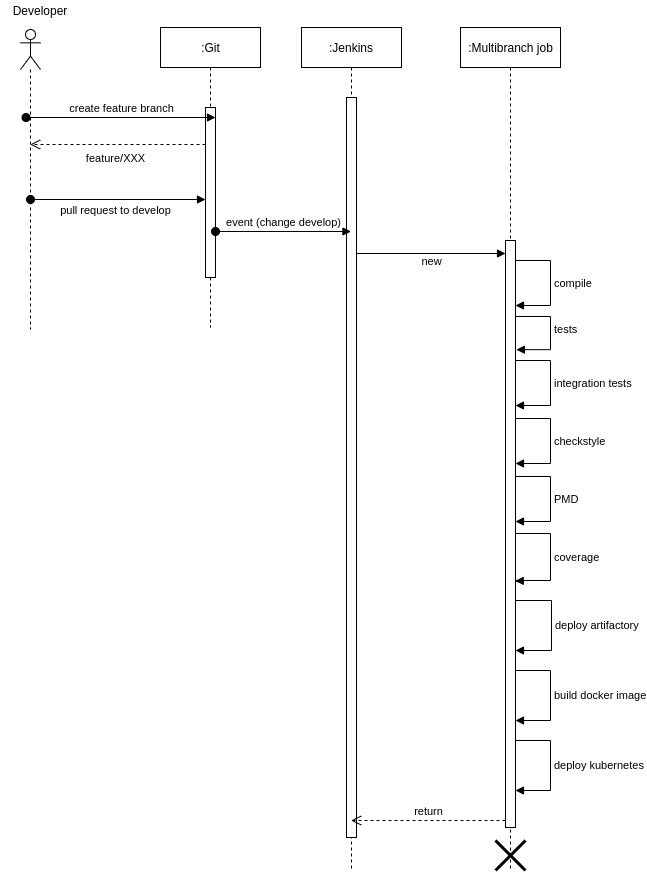 Developer
:Git
:Jenkins
:Multibranch job
create feature branch
feature/XXX
pull request to develop
event (change develop)
new
compile
tests
integration tests
checkstyle
PMD
coverage
deploy artifactory
build docker image
deploy kubernetes
return